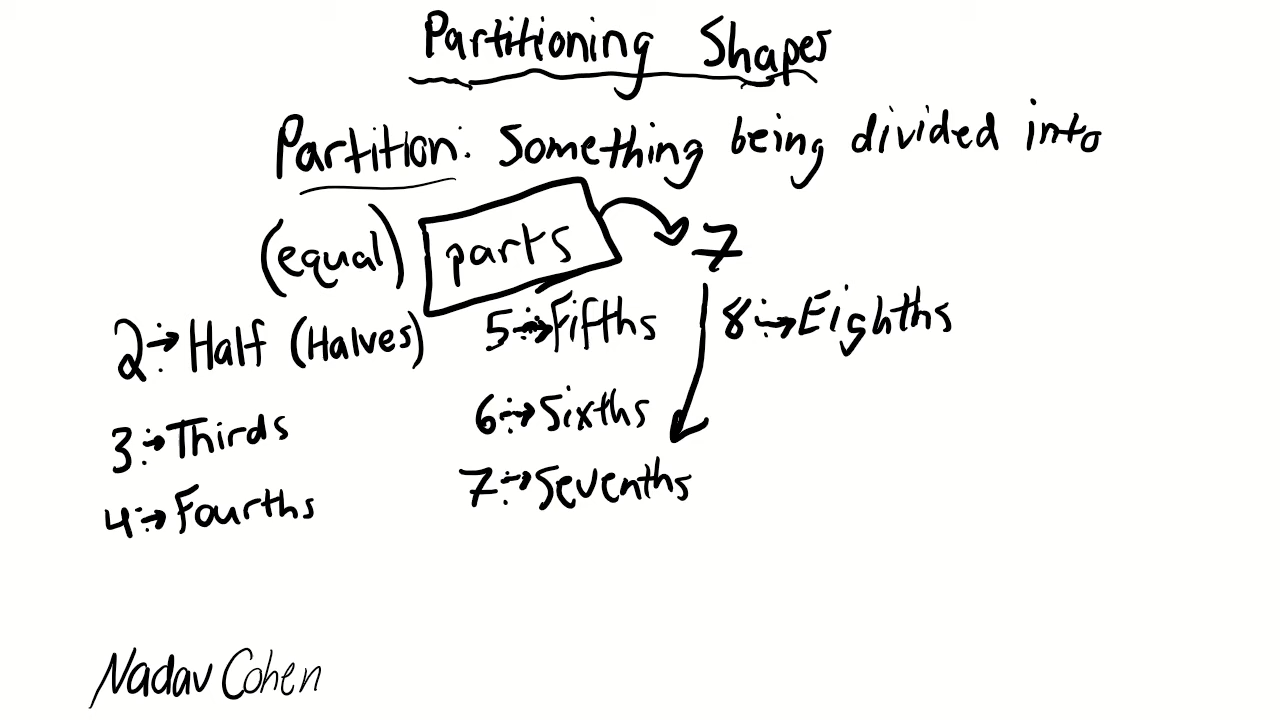 Partitioning Shapes
Partition: Something being divided into
(equal) parts → 7
2 ÷→ Half (Halves)
3 ÷→ Thirds
4 ÷→ Fourths
5 ÷→ Fifths
6 ÷→ Sixths
7 ÷→ Sevenths
8 ÷→ Eighths
Nadav Cohen